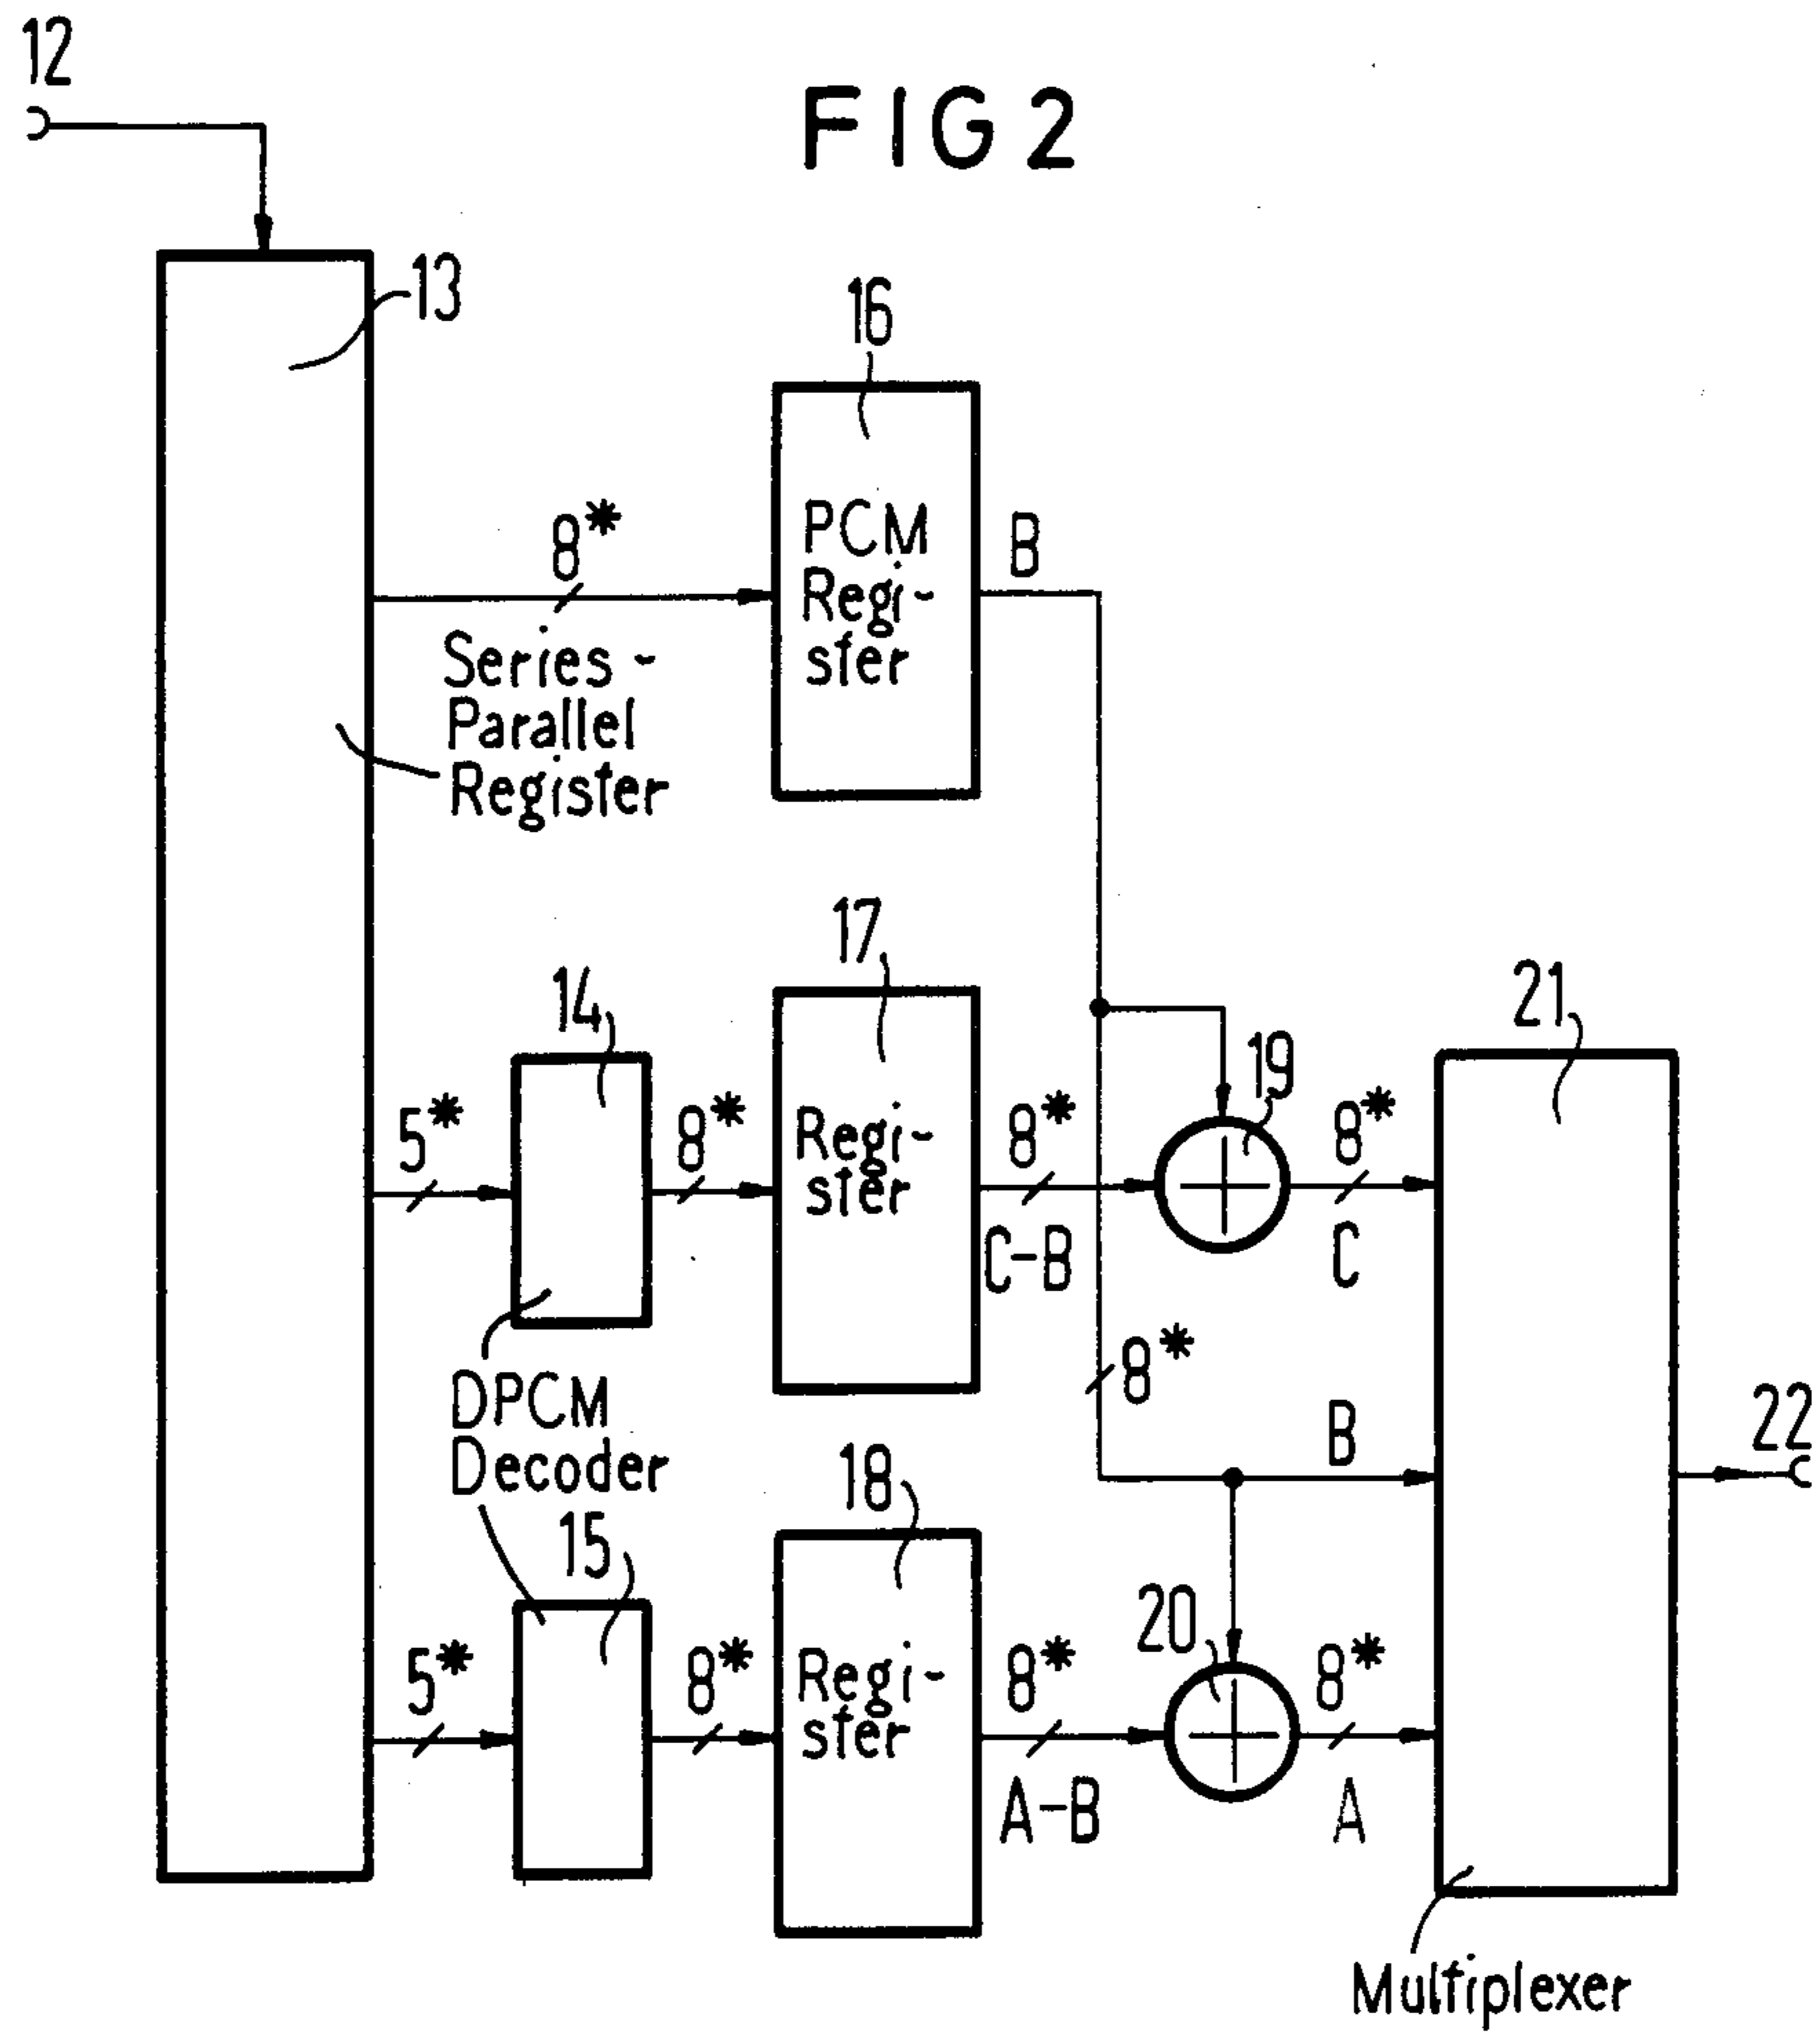 12
FIG 2
13
16
8*
PCM
Regi-
ster
B
Series -
Parallel
Register
17
14
21
19
5*
8*
Regi-
ster
8*
8*
C-B
C
8*
DPCM
Decoder
B
22
18
15
20
5*
8*
Regi-
ster
8*
8*
A-B
A
Multiplexer